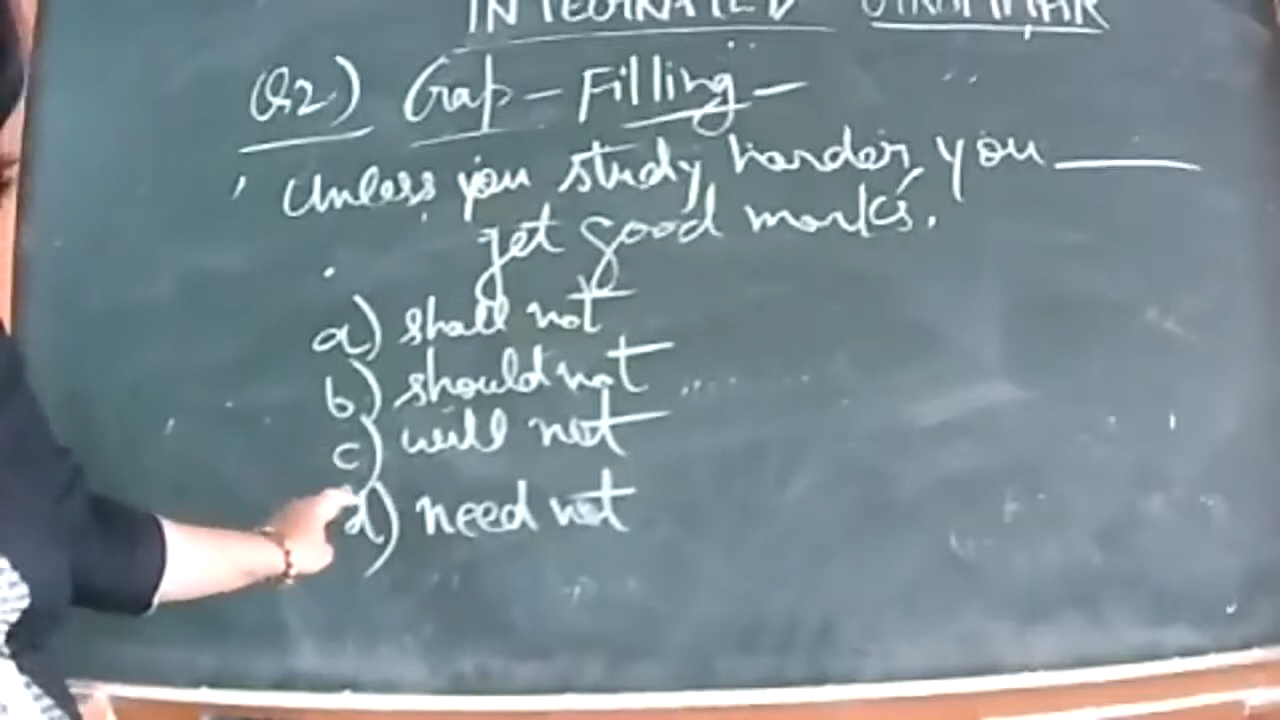 INTEGRATED GRAMMAR
Q2) Gap - Filling -
Unless you study harder, you ______
get good marks.
a) shall not
b) should not
c) will not
d) need not